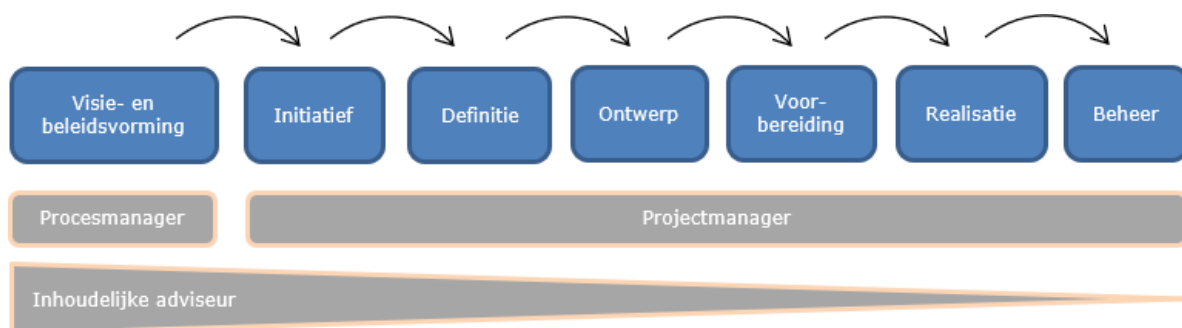 Visie- en
beleidsvorming
Initiatief
Definitie
Ontwerp
Voor-
bereiding
Realisatie
Beheer
Procesmanager
Projectmanager
Inhoudelijke adviseur